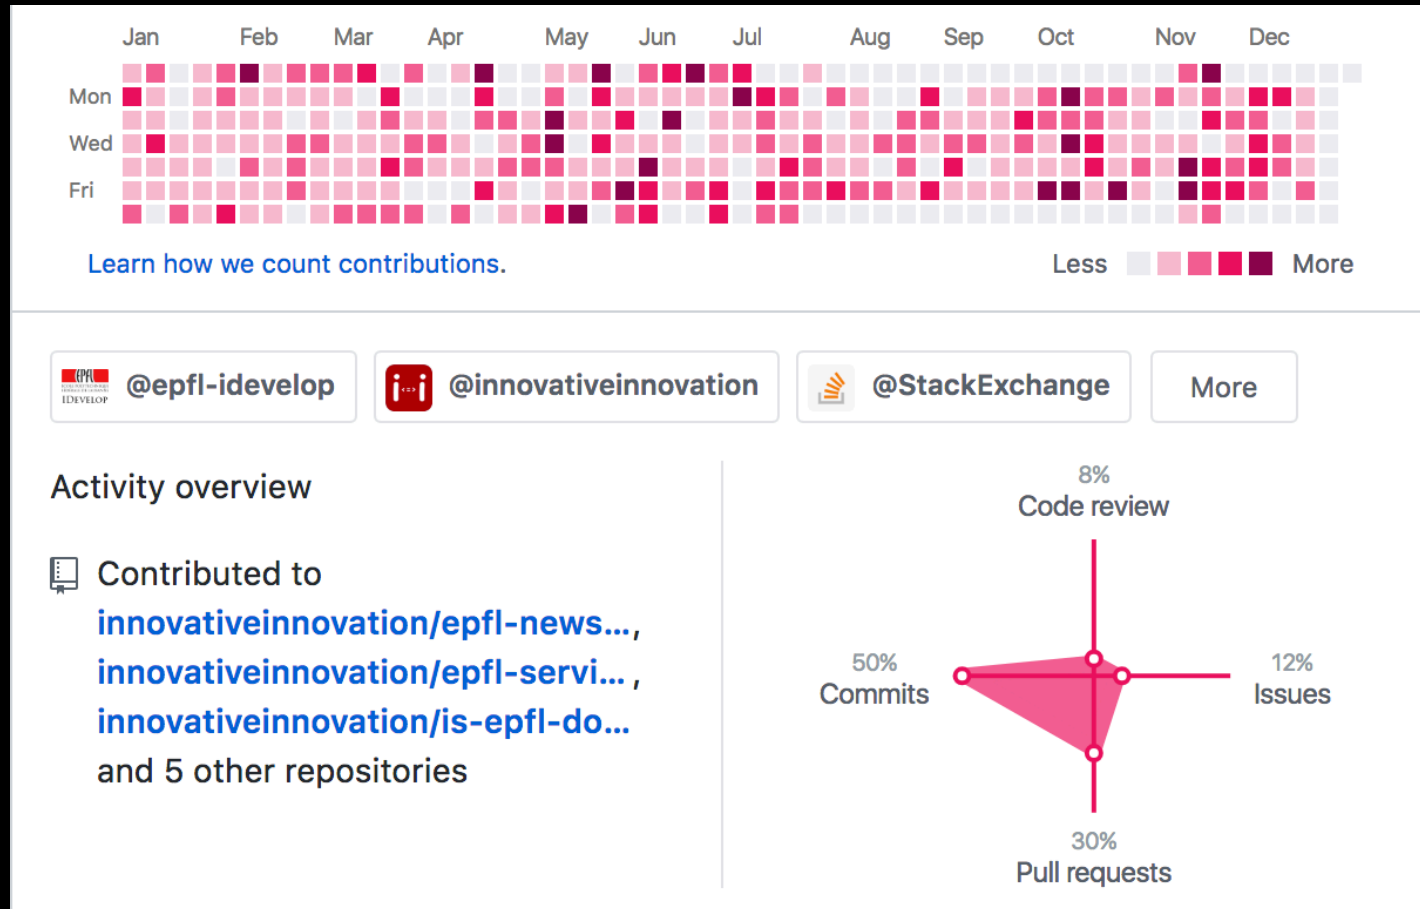 Jan Feb Mar Apr May Jun Jul Aug Sep Oct Nov Dec
Mon
Wed
Fri
Learn how we count contributions.
Less More
EPFL
IDEVELOP
@epfl-idevelop
i<=>i
@innovativeinnovation
@StackExchange
More
Activity overview
Contributed to
innovativeinnovation/epfl-news…,
innovativeinnovation/epfl-servi…,
innovativeinnovation/is-epfl-do…
and 5 other repositories
8%
Code review
50%
Commits
12%
Issues
30%
Pull requests